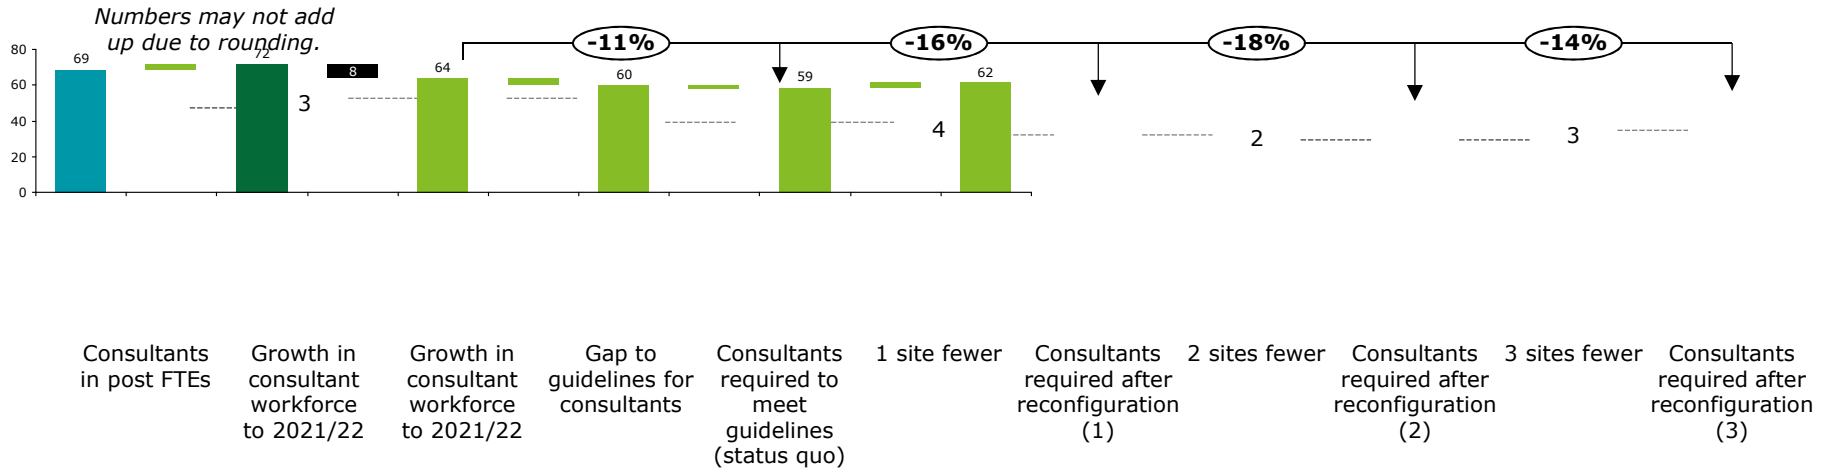 Numbers may not add
up due to rounding.
-11%
-16%
-18%
-14%
80
60
40
20
0
69
72
8
64
60
59
62
3
4
2
3
Consultants
in post FTEs
Growth in
consultant
workforce
to 2021/22
Growth in
consultant
workforce
to 2021/22
Gap to
guidelines for
consultants
Consultants
required to
meet
guidelines
(status quo)
1 site fewer
Consultants
required after
reconfiguration
(1)
2 sites fewer
Consultants
required after
reconfiguration
(2)
3 sites fewer
Consultants
required after
reconfiguration
(3)